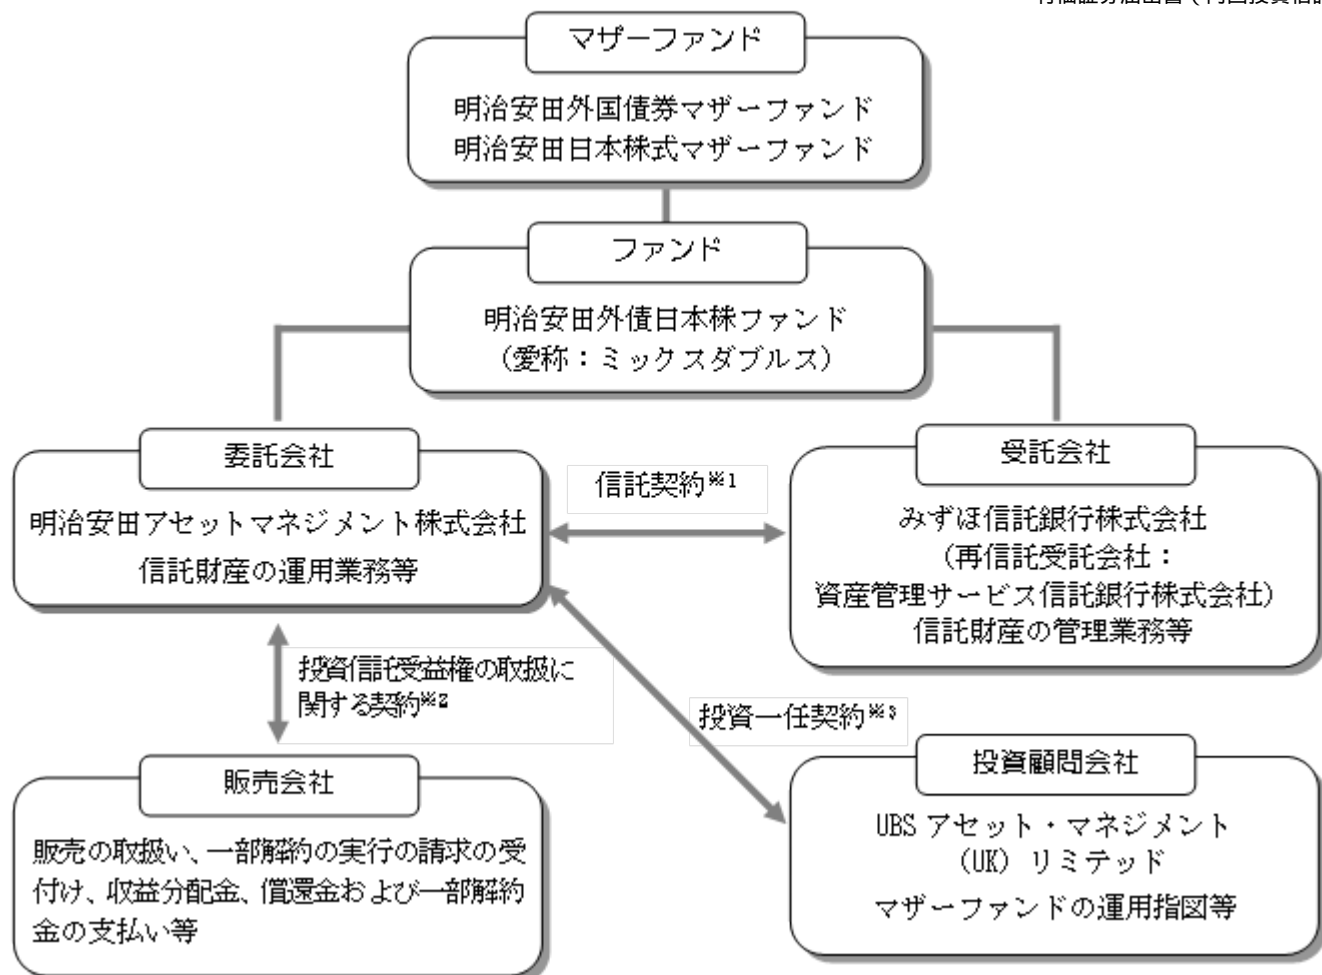 マザーファンド
明治安田外国債券マザーファンド
明治安田日本株式マザーファンド
ファンド
明治安田外債日本株ファンド
(愛称:ミックスダブルス)
委託会社
明治安田アセットマネジメント株式会社
信託財産の運用業務等
信託契約※1
受託会社
みずほ信託銀行株式会社
(再信託受託会社:
資産管理サービス信託銀行株式会社)
信託財産の管理業務等
投資信託受益権の取扱に
関する契約※2
投資一任契約※3
販売会社
販売の取扱い、一部解約の実行の請求の受
付け、収益分配金、償還金および一部解約
金の支払い等
投資顧問会社
UBS アセット・マネジメント
(UK) リミテッド
マザーファンドの運用指図等